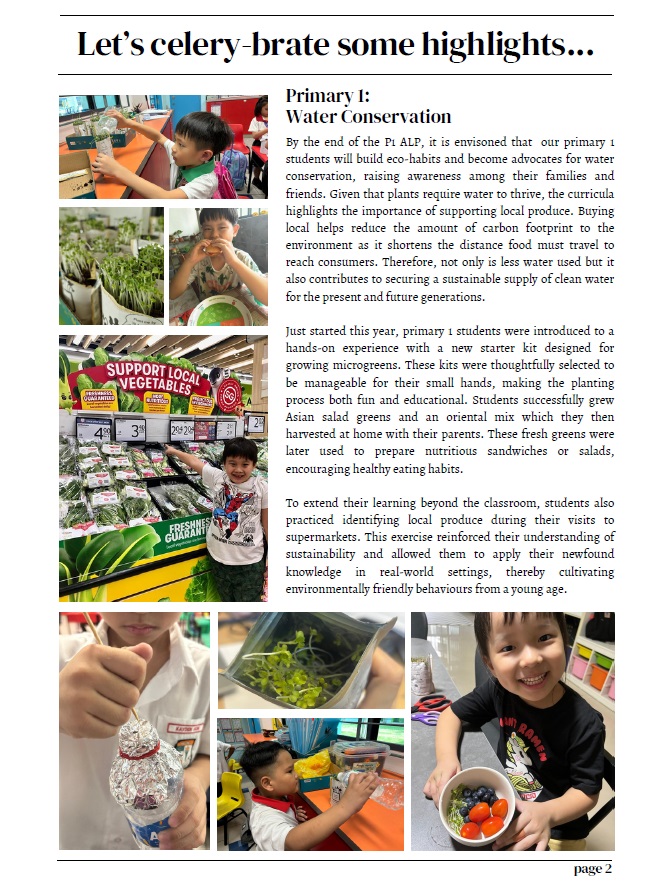 Let's celery-brate some highlights...
Primary 1:
Water Conservation
By the end of the P1 ALP, it is envisoned that our primary 1
students will build eco-habits and become advocates for water
conservation, raising awareness among their families and
friends. Given that plants require water to thrive, the curricula
highlights the importance of supporting local produce. Buying
local helps reduce the amount of carbon footprint to the
environment as it shortens the distance food must travel to
reach consumers. Therefore, not only is less water used but it
also contributes to securing a sustainable supply of clean water
for the present and future generations.
Just started this year, primary 1 students were introduced to a
hands-on experience with a new starter kit designed for
growing microgreens. These kits were thoughtfully selected to
be manageable for their small hands, making the planting
process both fun and educational. Students successfully grew
Asian salad greens and an oriental mix which they then
harvested at home with their parents. These fresh greens were
later used to prepare nutritious sandwiches or salads,
encouraging healthy eating habits.
To extend their learning beyond the classroom, students also
practiced identifying local produce during their visits to
supermarkets. This exercise reinforced their understanding of
sustainability and allowed them to apply their newfound
knowledge in real-world settings, thereby cultivating
environmentally friendly behaviours from a young age.
SUPPORT LOCAL
VEGETABLES
FRESHNESS
GUARANTEED
SG
FRESHNESS
RAMEN
page 2